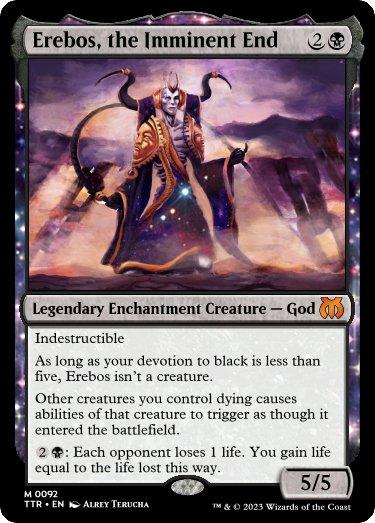 Erebos, the Imminent End 2
Legendary Enchantment Creature — God
Indestructible
As long as your devotion to black is less than
five, Erebos isn't a creature.
Other creatures you control dying causes
abilities of that creature to trigger as though it
entered the battlefield.
2 : Each opponent loses 1 life. You gain life
equal to the life lost this way.
5/5
M 0092
TTR • EN Alrey Terucha
™ & © 2023 Wizards of the Coast